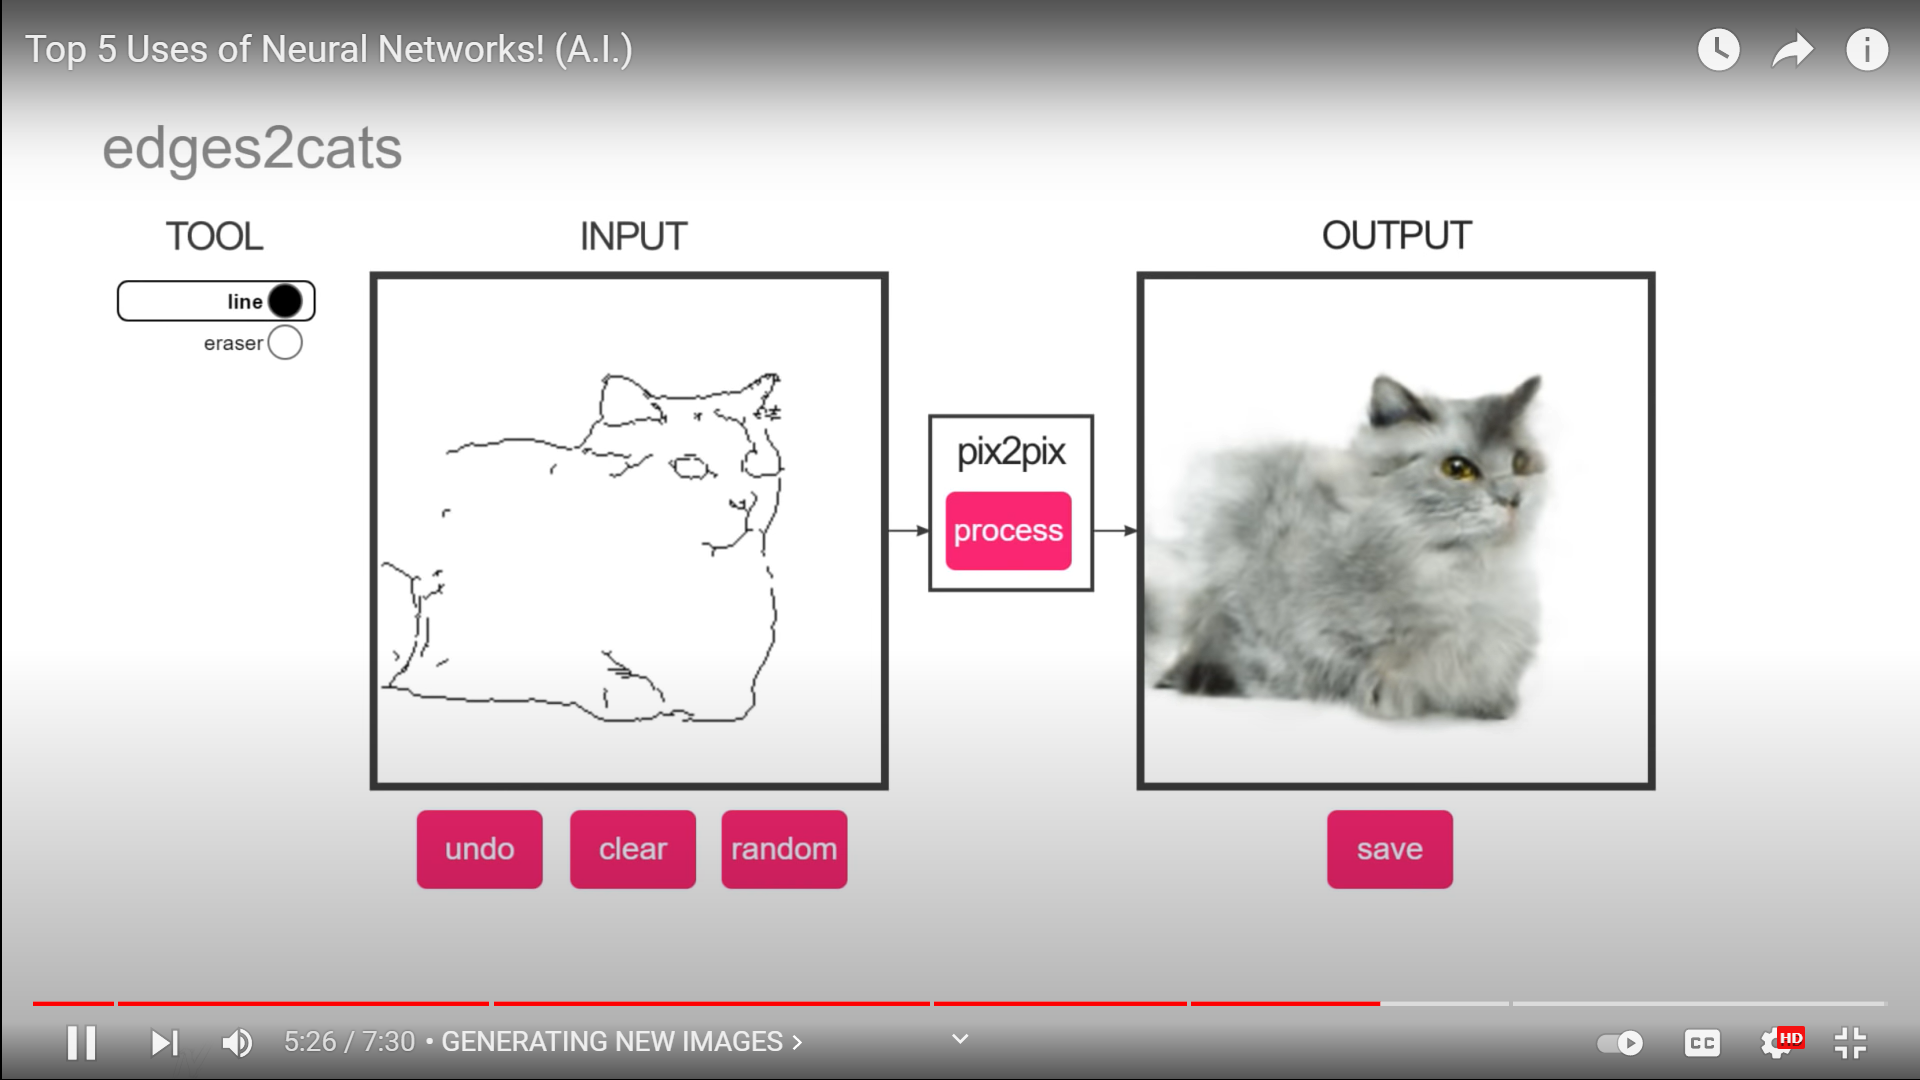 Top 5 Uses of Neural Networks! (A.I.)
edges2cats
TOOL
INPUT
OUTPUT
line
eraser
pix2pix
process
undo
clear
random
save
5:26 / 7:30 • GENERATING NEW IMAGES
CC
HD